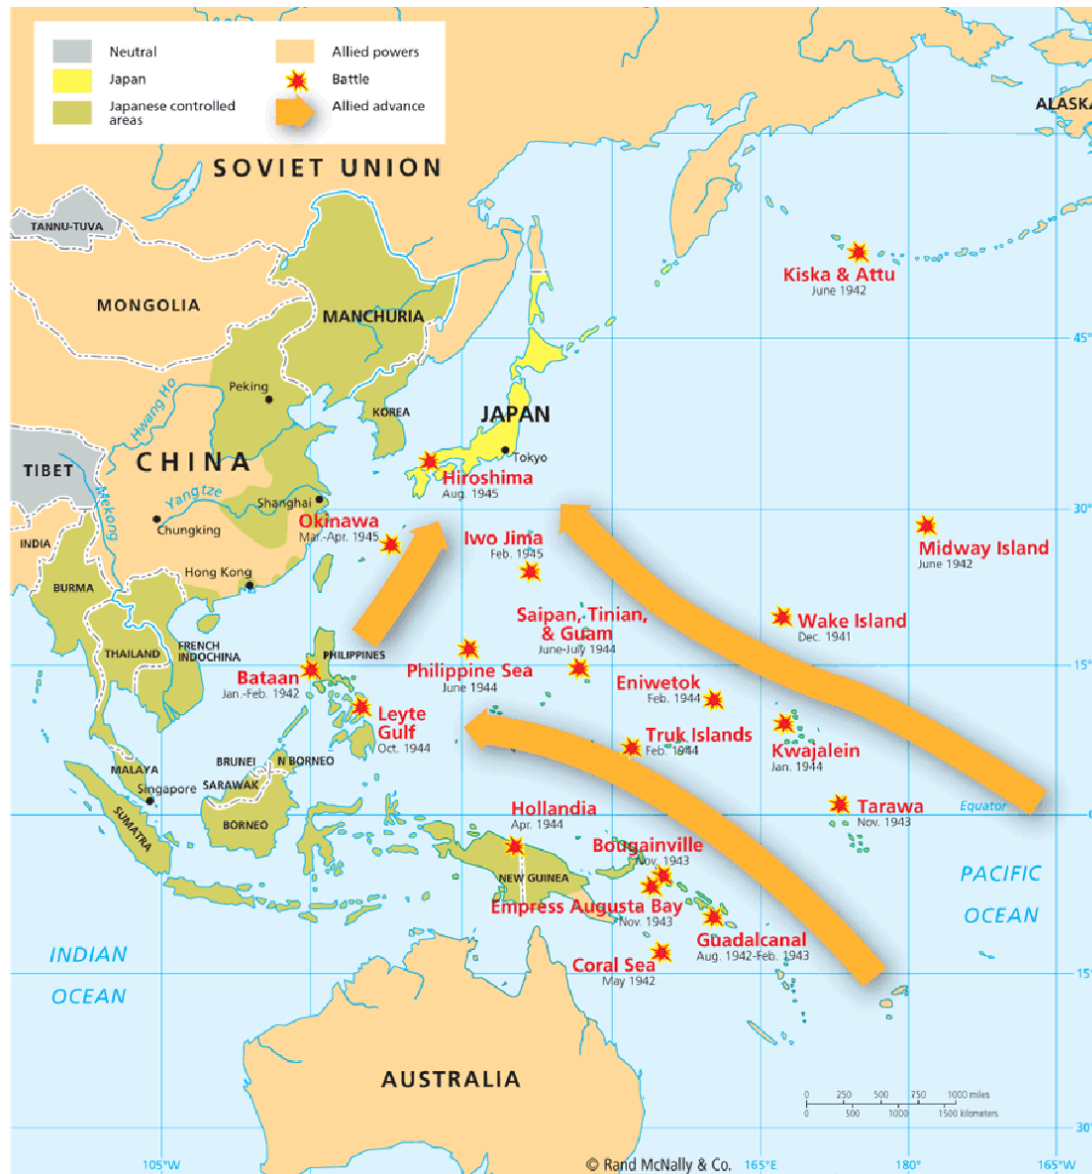 Neutral
Japan
Japanese controlled
areas
Allied powers
Battle
Allied advance
ALASKA
SOVIET UNION
TANNU-TUVA
MONGOLIA
MANCHURIA
Kiska & Attu
June 1942
45°
Peking
Hwang Ho
KOREA
JAPAN
Tokyo
TIBET
CHINA
Hiroshima
Aug. 1945
Mekong
Yangtze
Shanghai
Chungking
30°
Okinawa
Mar.-Apr. 1945
Iwo Jima
Feb. 1945
Midway Island
June 1942
INDIA
Hong Kong
BURMA
Saipan, Tinian,
& Guam
June-July 1944
Wake Island
Dec. 1941
THAILAND
FRENCH
INDOCHINA
PHILIPPINES
15°
Bataan
Jan.-Feb. 1942
Philippine Sea
June 1944
Eniwetok
Feb. 1944
Leyte
Gulf
Oct. 1944
Truk Islands
Feb. 1944
Kwajalein
Jan. 1944
MALAYA
BRUNEI
N BORNEO
Singapore
SARAWAK
SUMATRA
BORNEO
Hollandia
Apr. 1944
Equator
0°
Tarawa
Nov. 1943
Bougainville
Nov. 1943
NEW GUINEA
Empress Augusta Bay
Nov. 1943
PACIFIC
OCEAN
Guadalcanal
Aug. 1942-Feb. 1943
INDIAN
OCEAN
Coral Sea
May 1942
15°
AUSTRALIA
0 250 500 750 1000 miles
0 500 1000 1500 kilometers
30°
105°W
165°E
180°
165°W
© Rand McNally & Co.